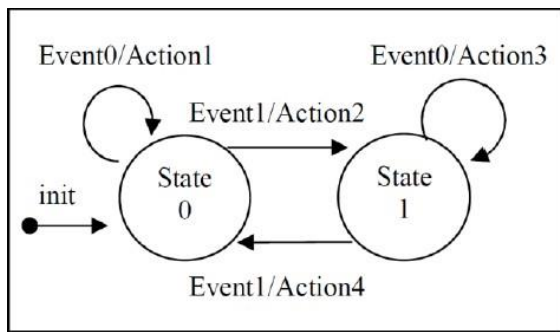 Event0/Action1
Event0/Action3
Event1/Action2
State
0
State
1
init
Event1/Action4